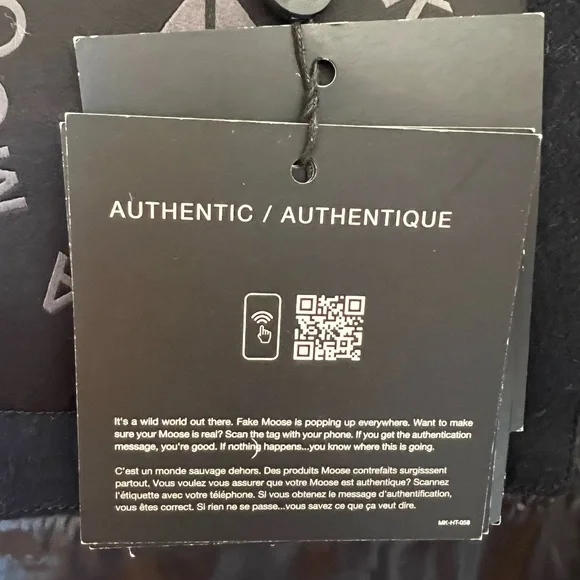 AUTHENTIC / AUTHENTIQUE
It's a wild world out there. Fake Moose is popping up everywhere. Want to make
sure your Moose is real? Scan the tag with your phone. If you get the authentication
message, you're good. If nothing happens...you know where this is going.
C'est un monde sauvage dehors. Des produits Moose contrefaits surgisssent
partout. Vous voulez vous assurer que votre Moose est authentique? Scannez
l'étiquette avec votre téléphone. Si vous obtenez le message d'authentification,
vous êtes correct. Si rien ne se passe...vous savez ce que ça veut dire.
MK-HT-058